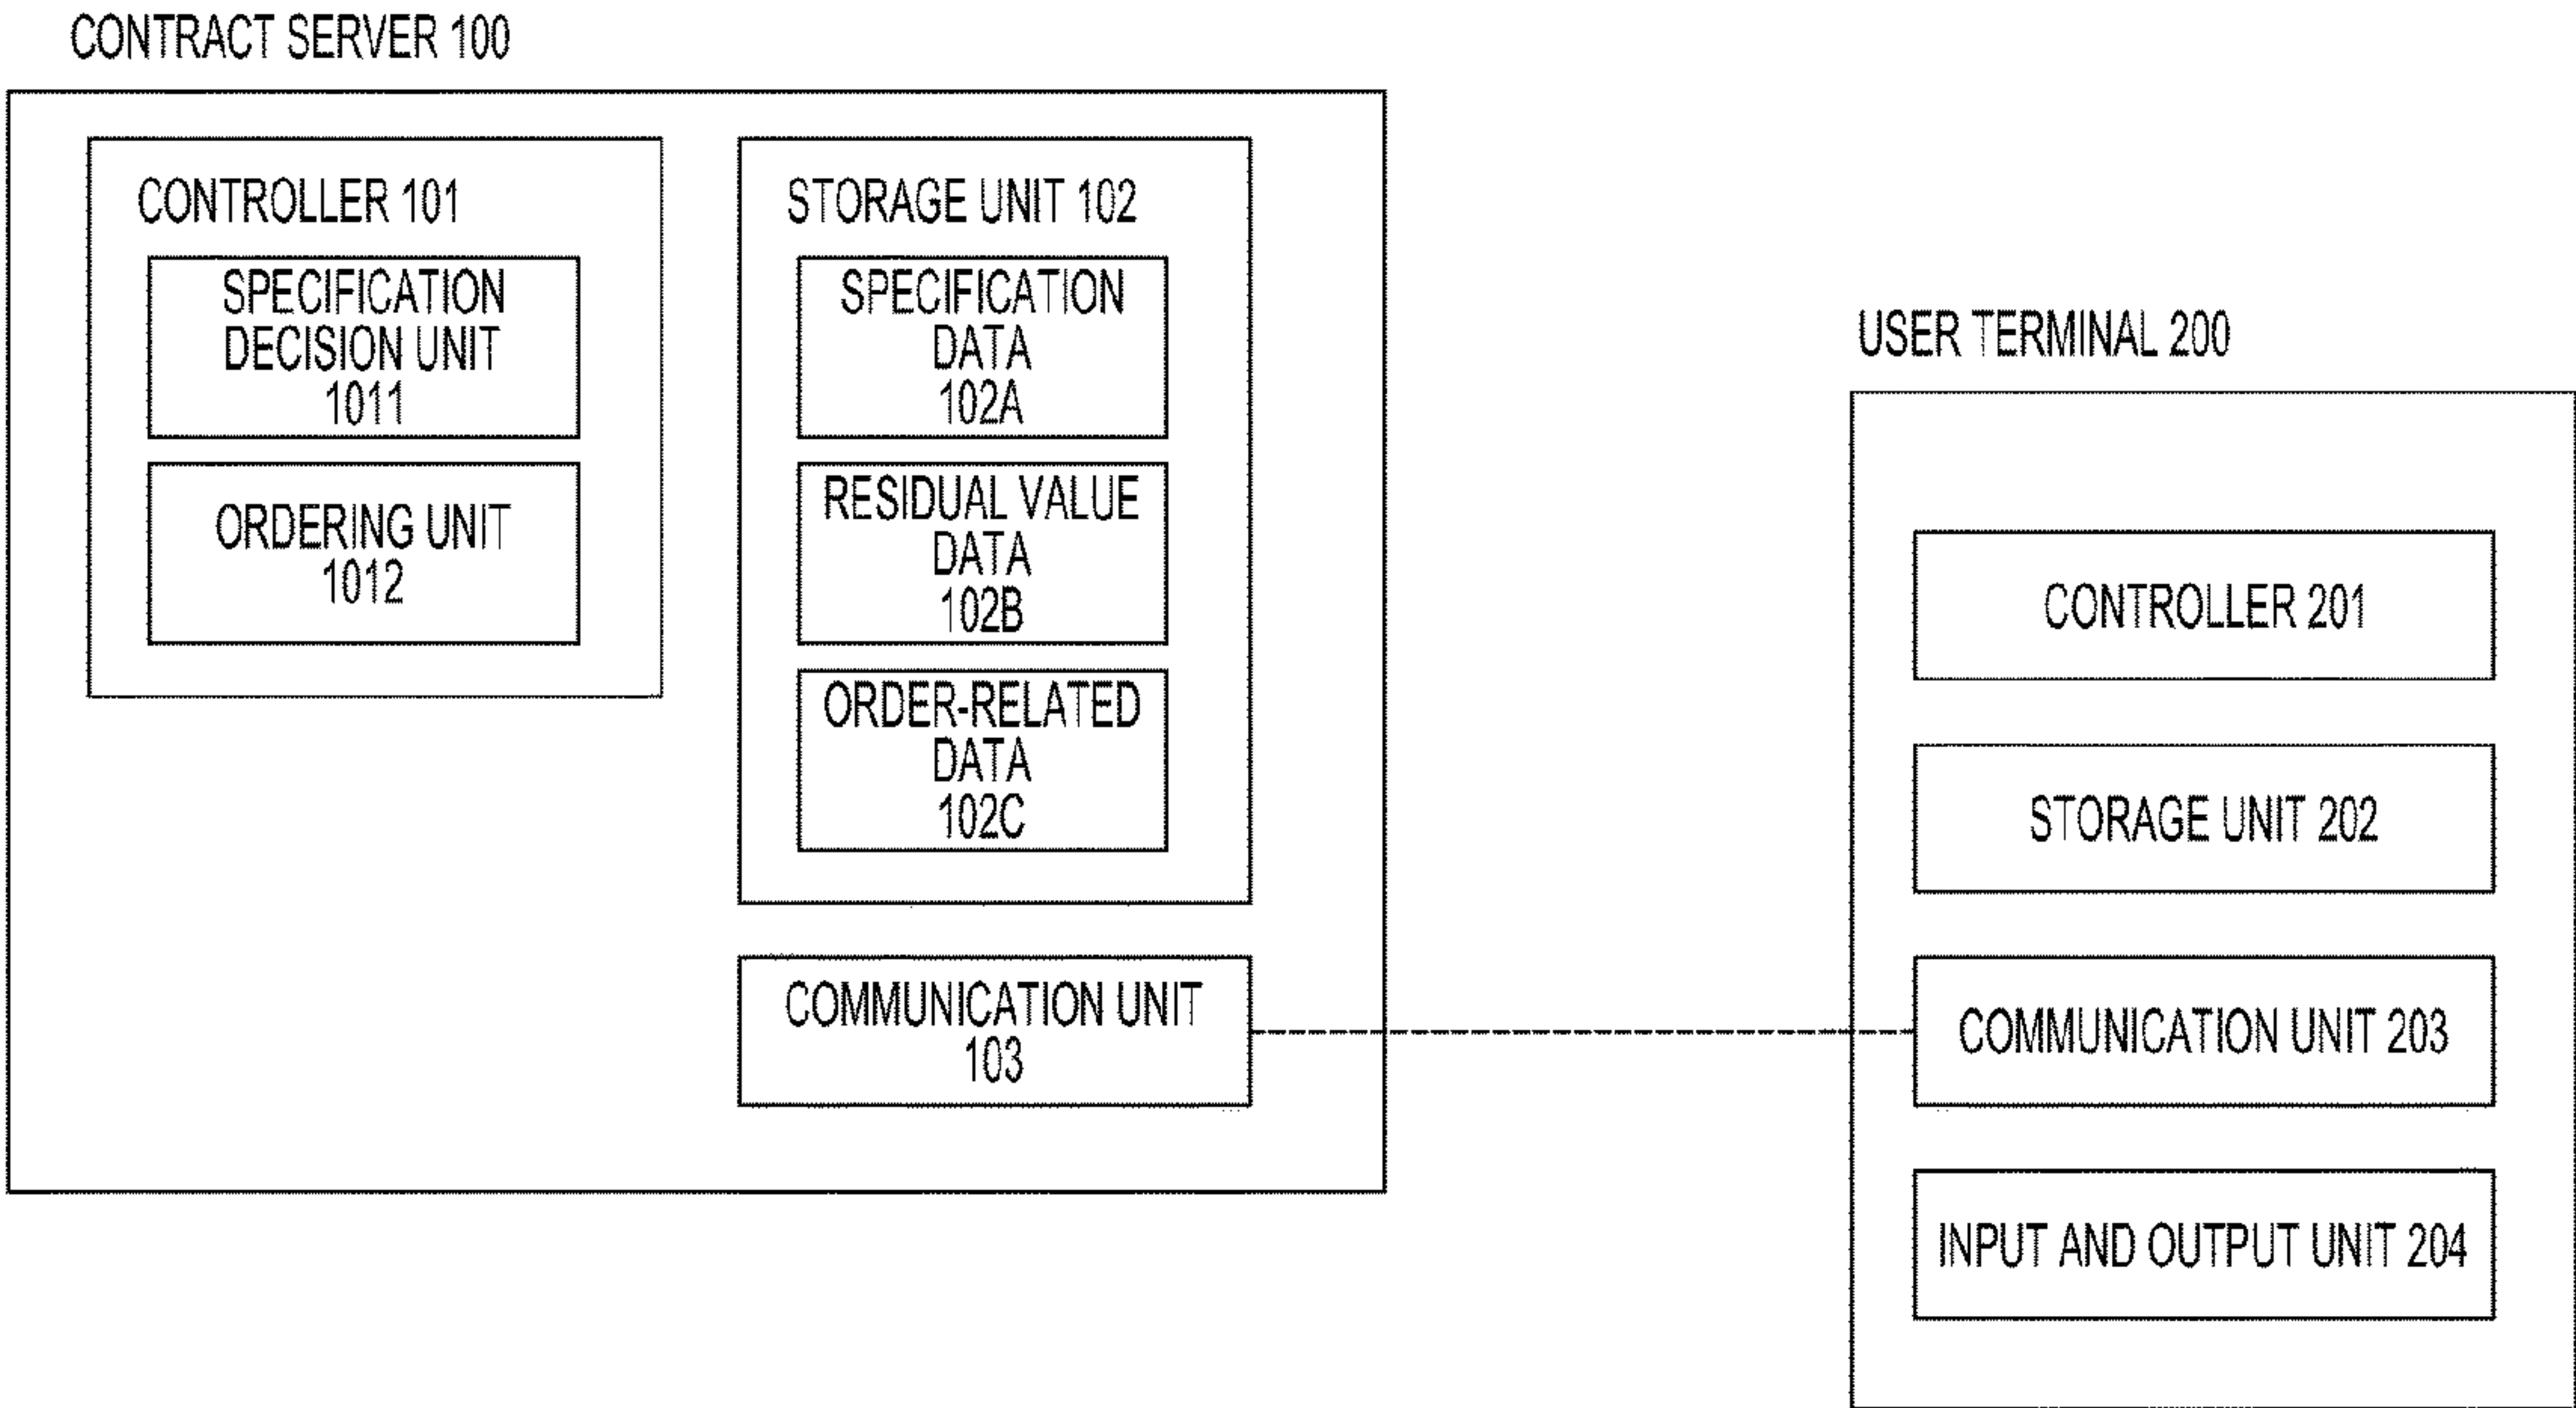 CONTRACT SERVER 100
CONTROLLER 101
SPECIFICATION
DECISION UNIT
1011
ORDERING UNIT
1012
STORAGE UNIT 102
SPECIFICATION
DATA
102A
RESIDUAL VALUE
DATA
102B
ORDER-RELATED
DATA
102C
COMMUNICATION UNIT
103
USER TERMINAL 200
CONTROLLER 201
STORAGE UNIT 202
COMMUNICATION UNIT 203
INPUT AND OUTPUT UNIT 204